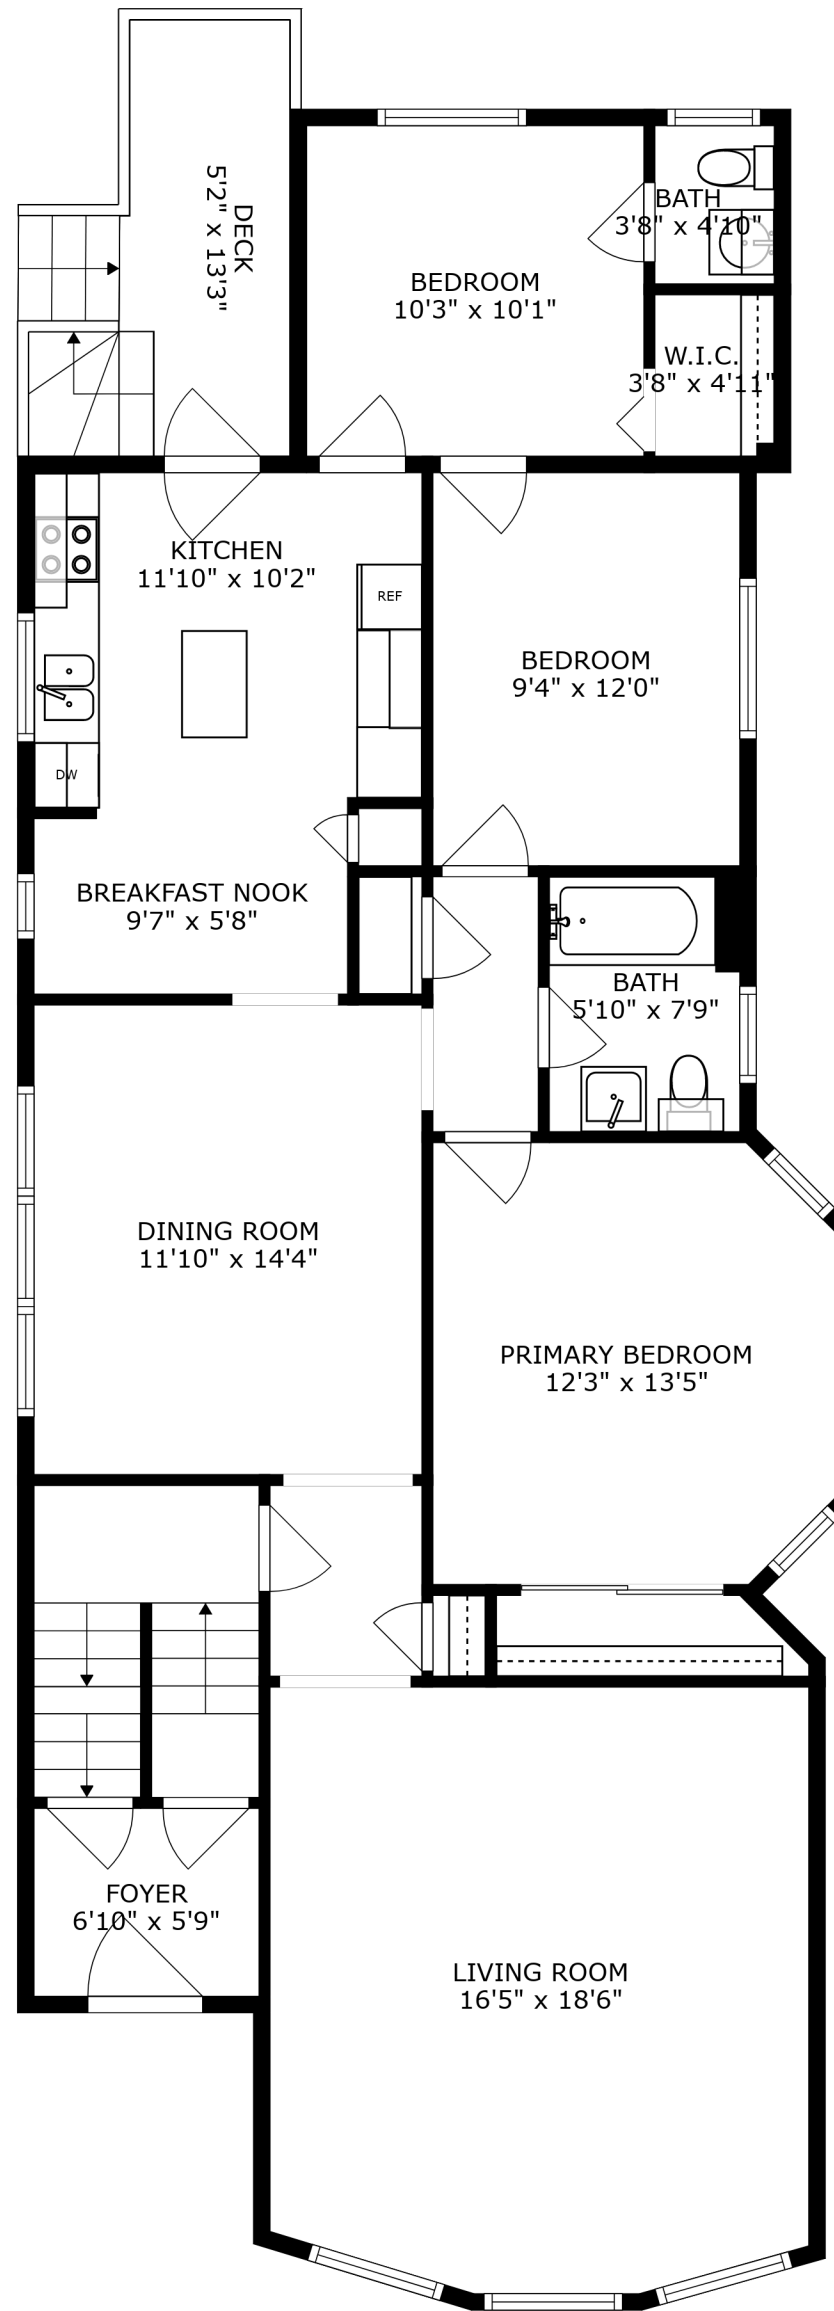 DECK
5'2" x 13'3"
BATH
3'8" x 4'10"
BEDROOM
10'3" x 10'1"
W.I.C.
3'8" x 4'11"
KITCHEN
11'10" x 10'2"
REF
BEDROOM
9'4" x 12'0"
DW
BREAKFAST NOOK
9'7" x 5'8"
BATH
5'10" x 7'9"
DINING ROOM
11'10" x 14'4"
PRIMARY BEDROOM
12'3" x 13'5"
FOYER
6'10" x 5'9"
LIVING ROOM
16'5" x 18'6"